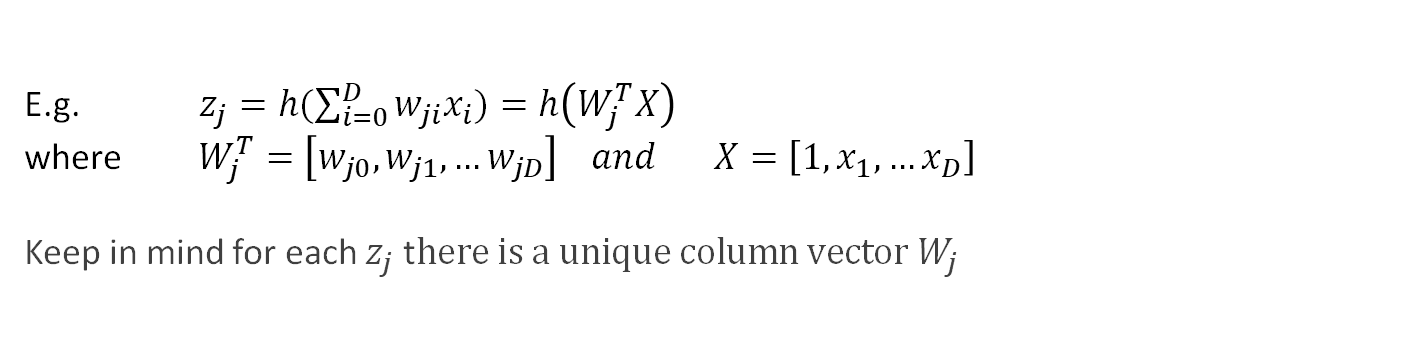 E.g. z_j = h(∑_{i=0}^{D} w_{ji}x_i) = h(W_j^T X)
where W_j^T = [w_{j0}, w_{j1}, … w_{jD}] and X = [1, x_1, … x_D]
Keep in mind for each z_j there is a unique column vector W_j